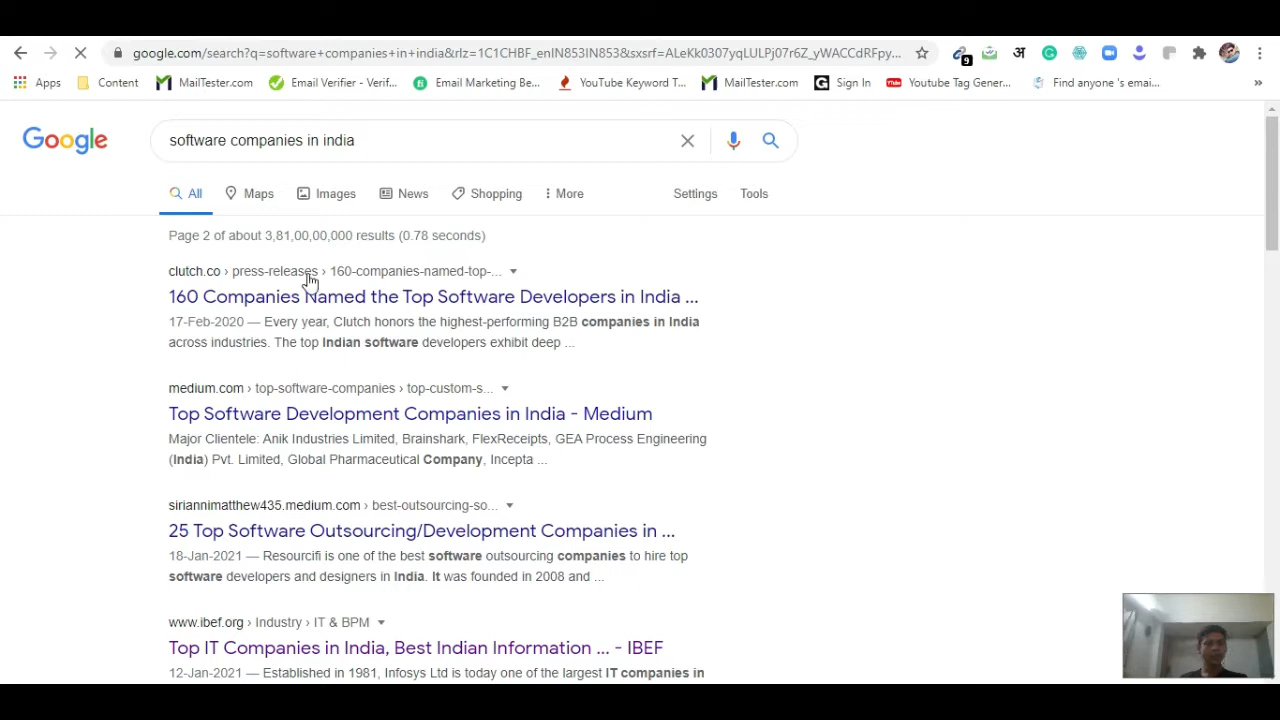 google.com/search?q=software+companies+in+india&rlz=1C1CHBF_enIN853IN853&sxsrf=ALeKk0307yqLULPj07r6Z_yWACCdRFpy...
9
अ
Apps Content MailTester.com Email Verifier - Verif... Email Marketing Be... YouTube Keyword T... MailTester.com Sign In Youtube Tag Gener... Find anyone 's emai... »
Google software companies in india
All Maps Images News Shopping More Settings Tools
Page 2 of about 3,81,00,00,000 results (0.78 seconds)
clutch.co › press-releases › 160-companies-named-top-...
160 Companies Named the Top Software Developers in India ...
17-Feb-2020 — Every year, Clutch honors the highest-performing B2B companies in India
across industries. The top Indian software developers exhibit deep ...
medium.com › top-software-companies › top-custom-s...
Top Software Development Companies in India - Medium
Major Clientele: Anik Industries Limited, Brainshark, FlexReceipts, GEA Process Engineering
(India) Pvt. Limited, Global Pharmaceutical Company, Incepta ...
siriannimatthew435.medium.com › best-outsourcing-so...
25 Top Software Outsourcing/Development Companies in ...
18-Jan-2021 — Resourcifi is one of the best software outsourcing companies to hire top
software developers and designers in India. It was founded in 2008 and ...
www.ibef.org › Industry › IT & BPM
Top IT Companies in India, Best Indian Information ... - IBEF
12-Jan-2021 — Established in 1981, Infosys Ltd is today one of the largest IT companies in